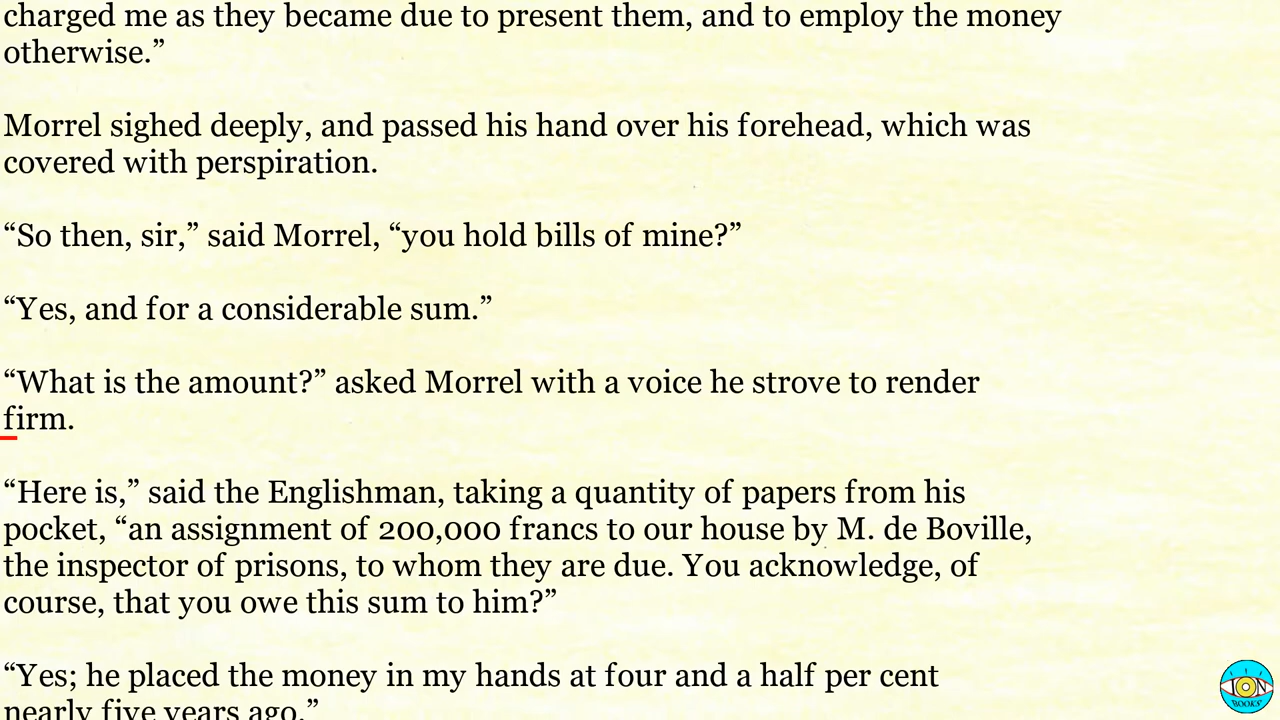 charged me as they became due to present them, and to employ the money
otherwise.”
Morrel sighed deeply, and passed his hand over his forehead, which was
covered with perspiration.
“So then, sir,” said Morrel, “you hold bills of mine?”
“Yes, and for a considerable sum.”
“What is the amount?” asked Morrel with a voice he strove to render
firm.
“Here is,” said the Englishman, taking a quantity of papers from his
pocket, “an assignment of 200,000 francs to our house by M. de Boville,
the inspector of prisons, to whom they are due. You acknowledge, of
course, that you owe this sum to him?”
“Yes; he placed the money in my hands at four and a half per cent
nearly five years ago.”
ION
BOOKS